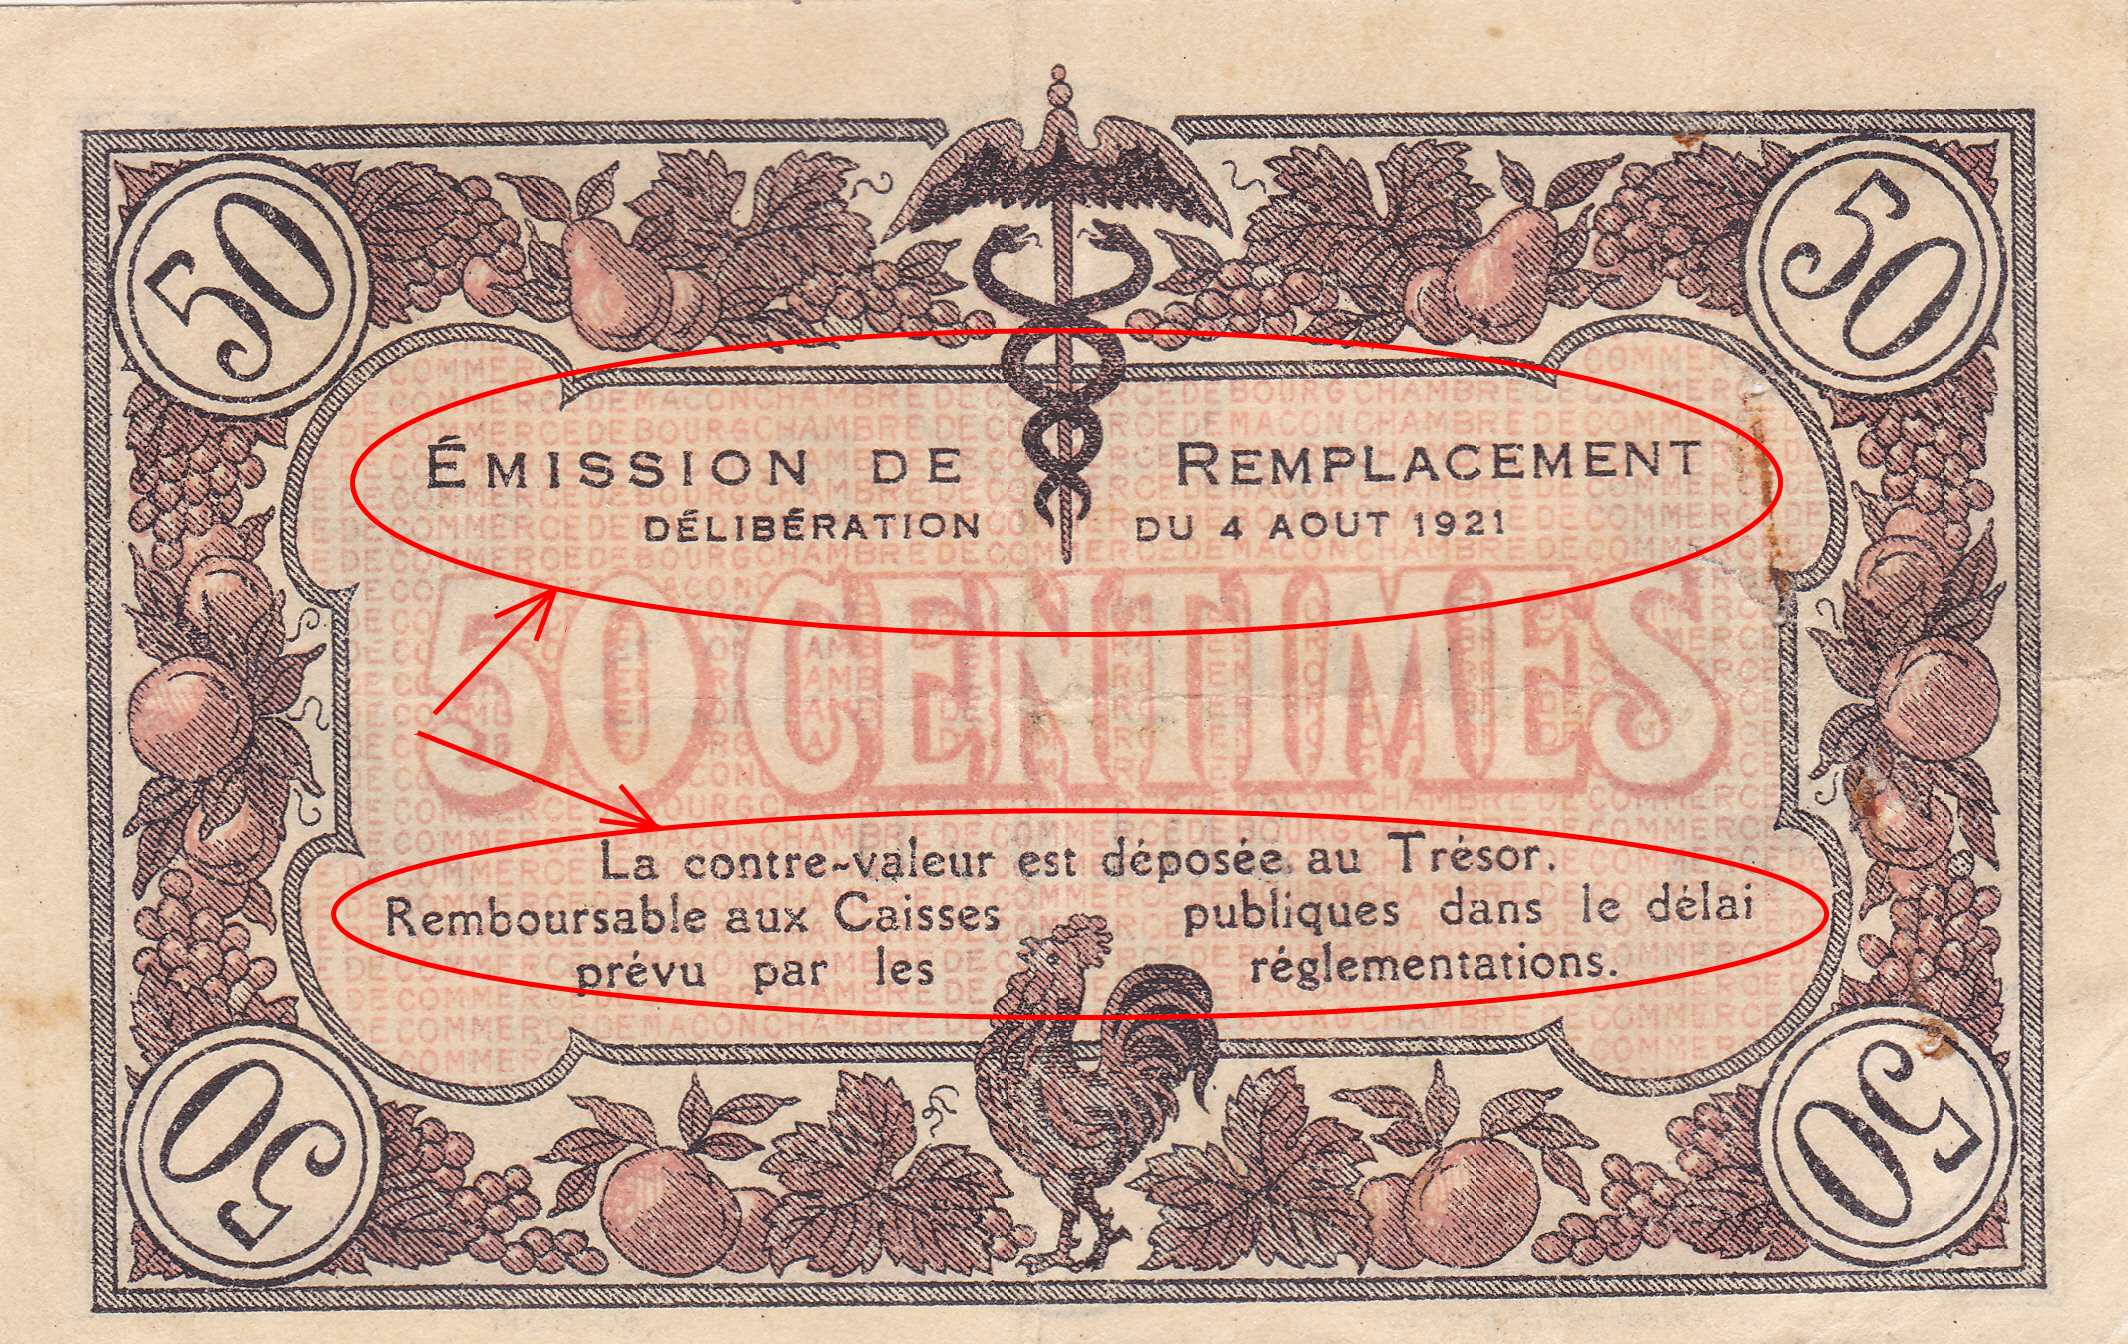 50 50
ÉMISSION DE REMPLACEMENT
DÉLIBÉRATION DU 4 AOUT 1921
50 CENTIMES
La contre-valeur est déposée au Trésor.
Remboursable aux Caisses publiques dans le délai
prévu par les réglementations.
50 50